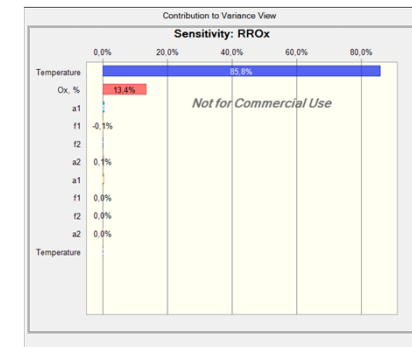 Contribution to Variance View
Sensitivity: RROx
0,0% 20,0% 40,0% 60,0% 80,0%
Temperature 85,8%
Ox, % 13,4%
Not for Commercial Use
a1
f1 -0,1%
f2
a2 0,1%
a1
f1 0,0%
f2 0,0%
a2 0,0%
Temperature